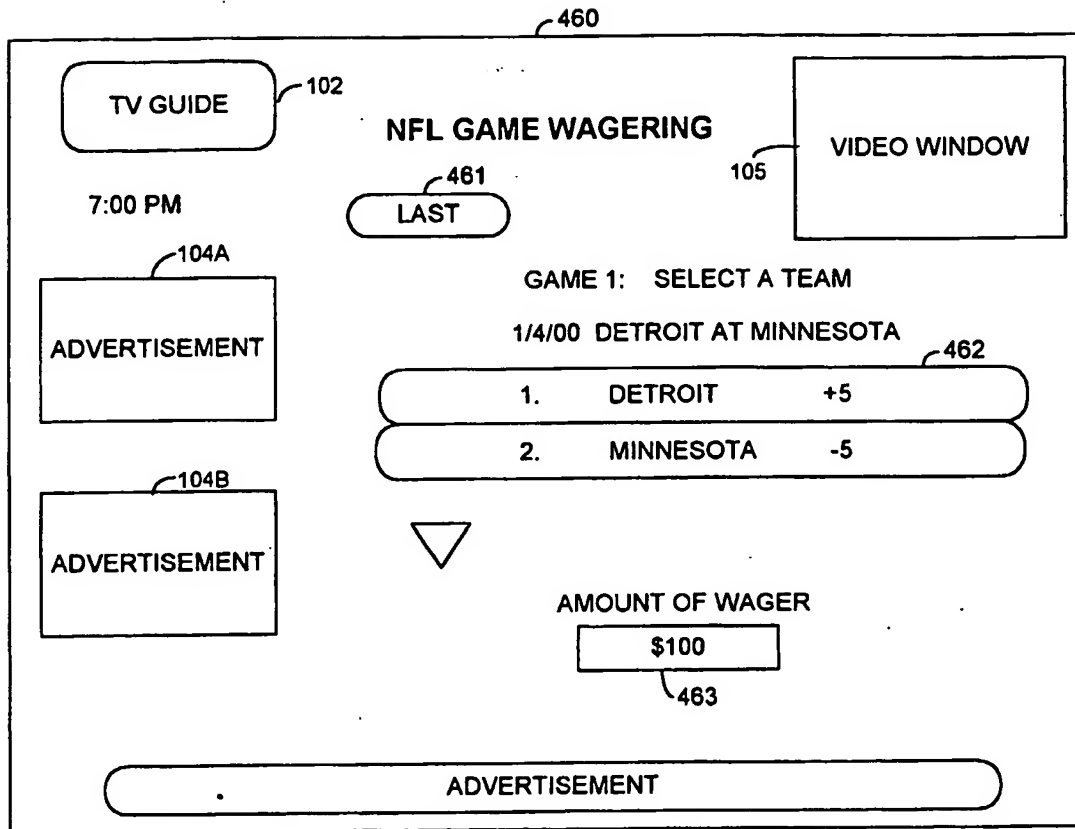 460
TV GUIDE
102
NFL GAME WAGERING
VIDEO WINDOW
105
7:00 PM
461
LAST
104A
ADVERTISEMENT
GAME 1: SELECT A TEAM
1/4/00 DETROIT AT MINNESOTA
462
1. DETROIT +5
2. MINNESOTA -5
104B
ADVERTISEMENT
AMOUNT OF WAGER
$100
463
ADVERTISEMENT